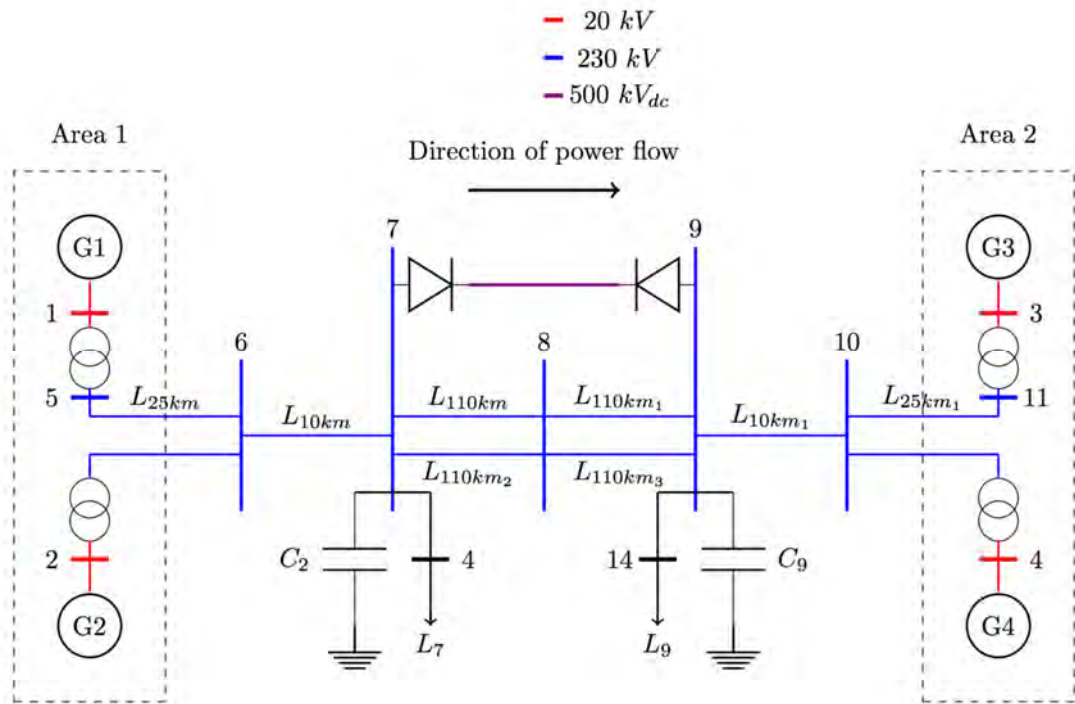 20 kV
230 kV
500 kV_dc
Area 1
Area 2
Direction of power flow
G1
7
9
G3
1
3
6
8
10
5
L_25km
L_110km
L_110km_1
L_25km_1
11
L_10km
L_10km_1
L_110km_2
L_110km_3
2
C_2
4
14
C_9
4
G2
L_7
L_9
G4